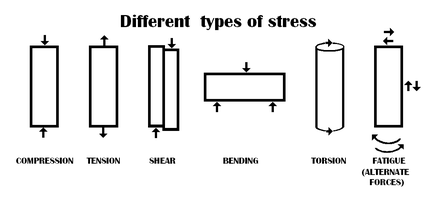 Different types of stress
COMPRESSION
TENSION
SHEAR
BENDING
TORSION
FATIGUE
(ALTERNATE
FORCES)